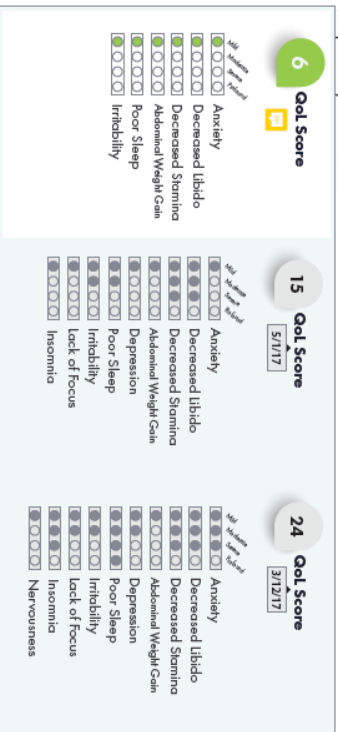 6
QoL Score
Mild
Moderate
Severe
Profound
Anxiety
Decreased Libido
Decreased Stamina
Abdominal Weight Gain
Poor Sleep
Irritability
15
QoL Score
5/1/17
Mild
Moderate
Severe
Profound
Anxiety
Decreased Libido
Decreased Stamina
Abdominal Weight Gain
Depression
Poor Sleep
Irritability
Lack of Focus
Insomnia
24
QoL Score
3/12/17
Mild
Moderate
Severe
Profound
Anxiety
Decreased Libido
Decreased Stamina
Abdominal Weight Gain
Depression
Poor Sleep
Irritability
Lack of Focus
Insomnia
Nervousness